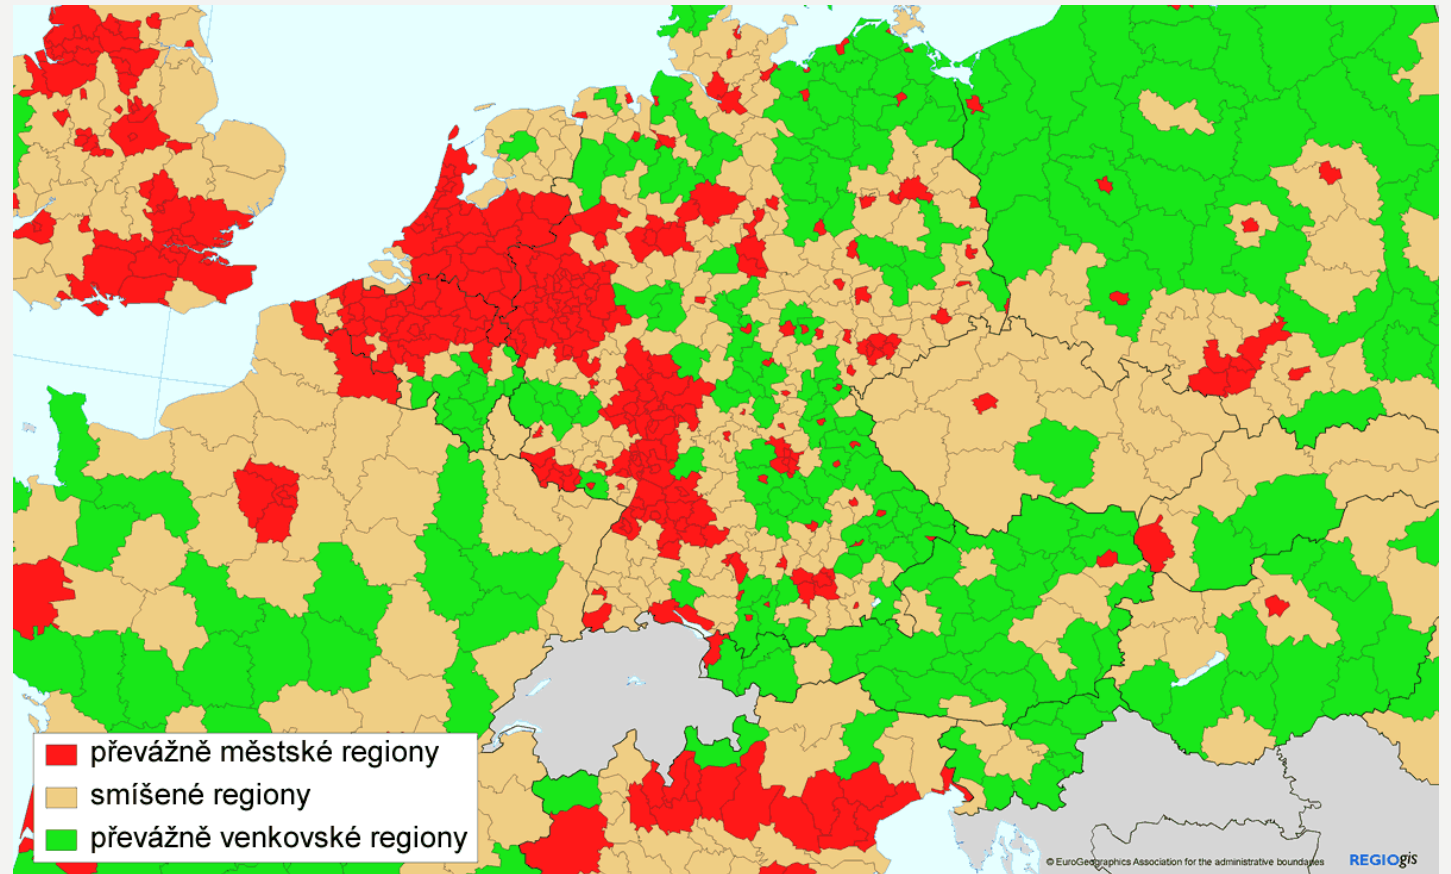 převážně městské regiony
smíšené regiony
převážně venkovské regiony
© EuroGeographics Association for the administrative boundaries
REGIOgis